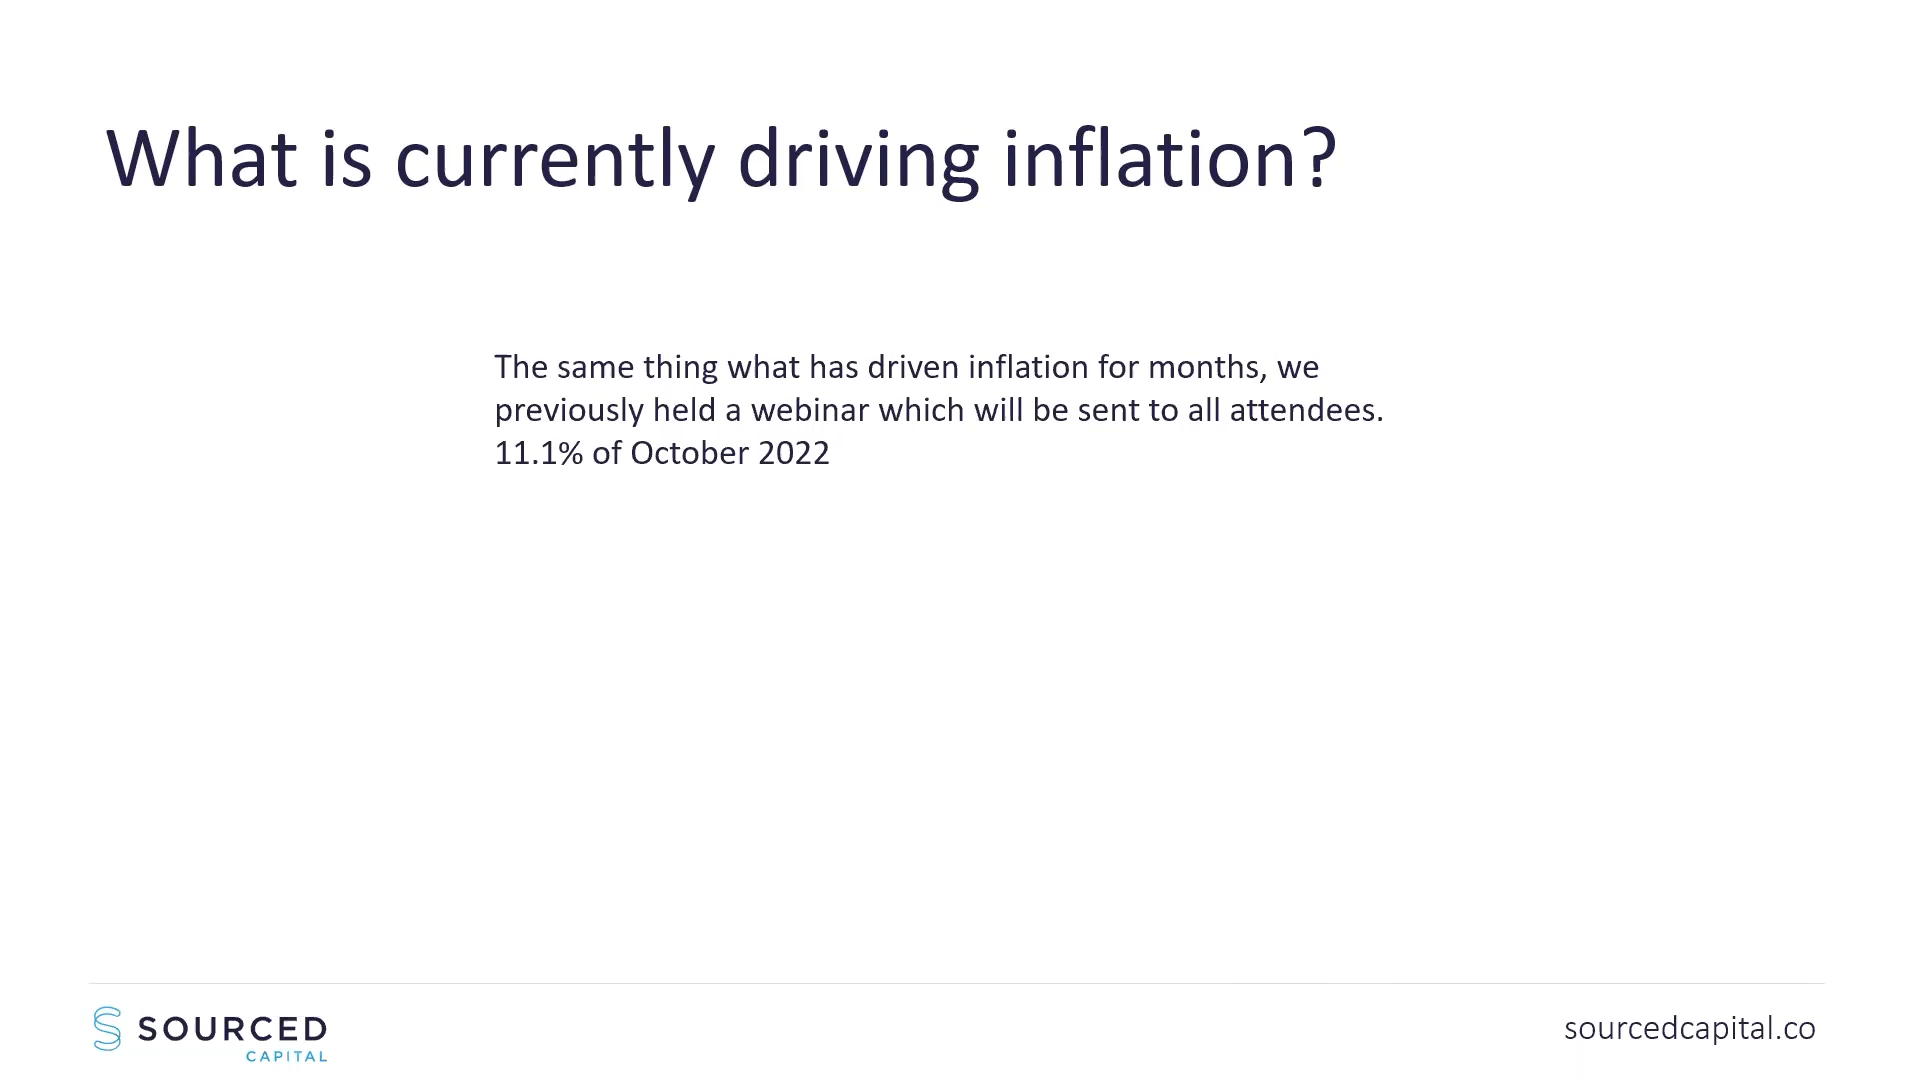 What is currently driving inflation?
The same thing what has driven inflation for months, we
previously held a webinar which will be sent to all attendees.
11.1% of October 2022
SOURCED
CAPITAL
sourcedcapital.co